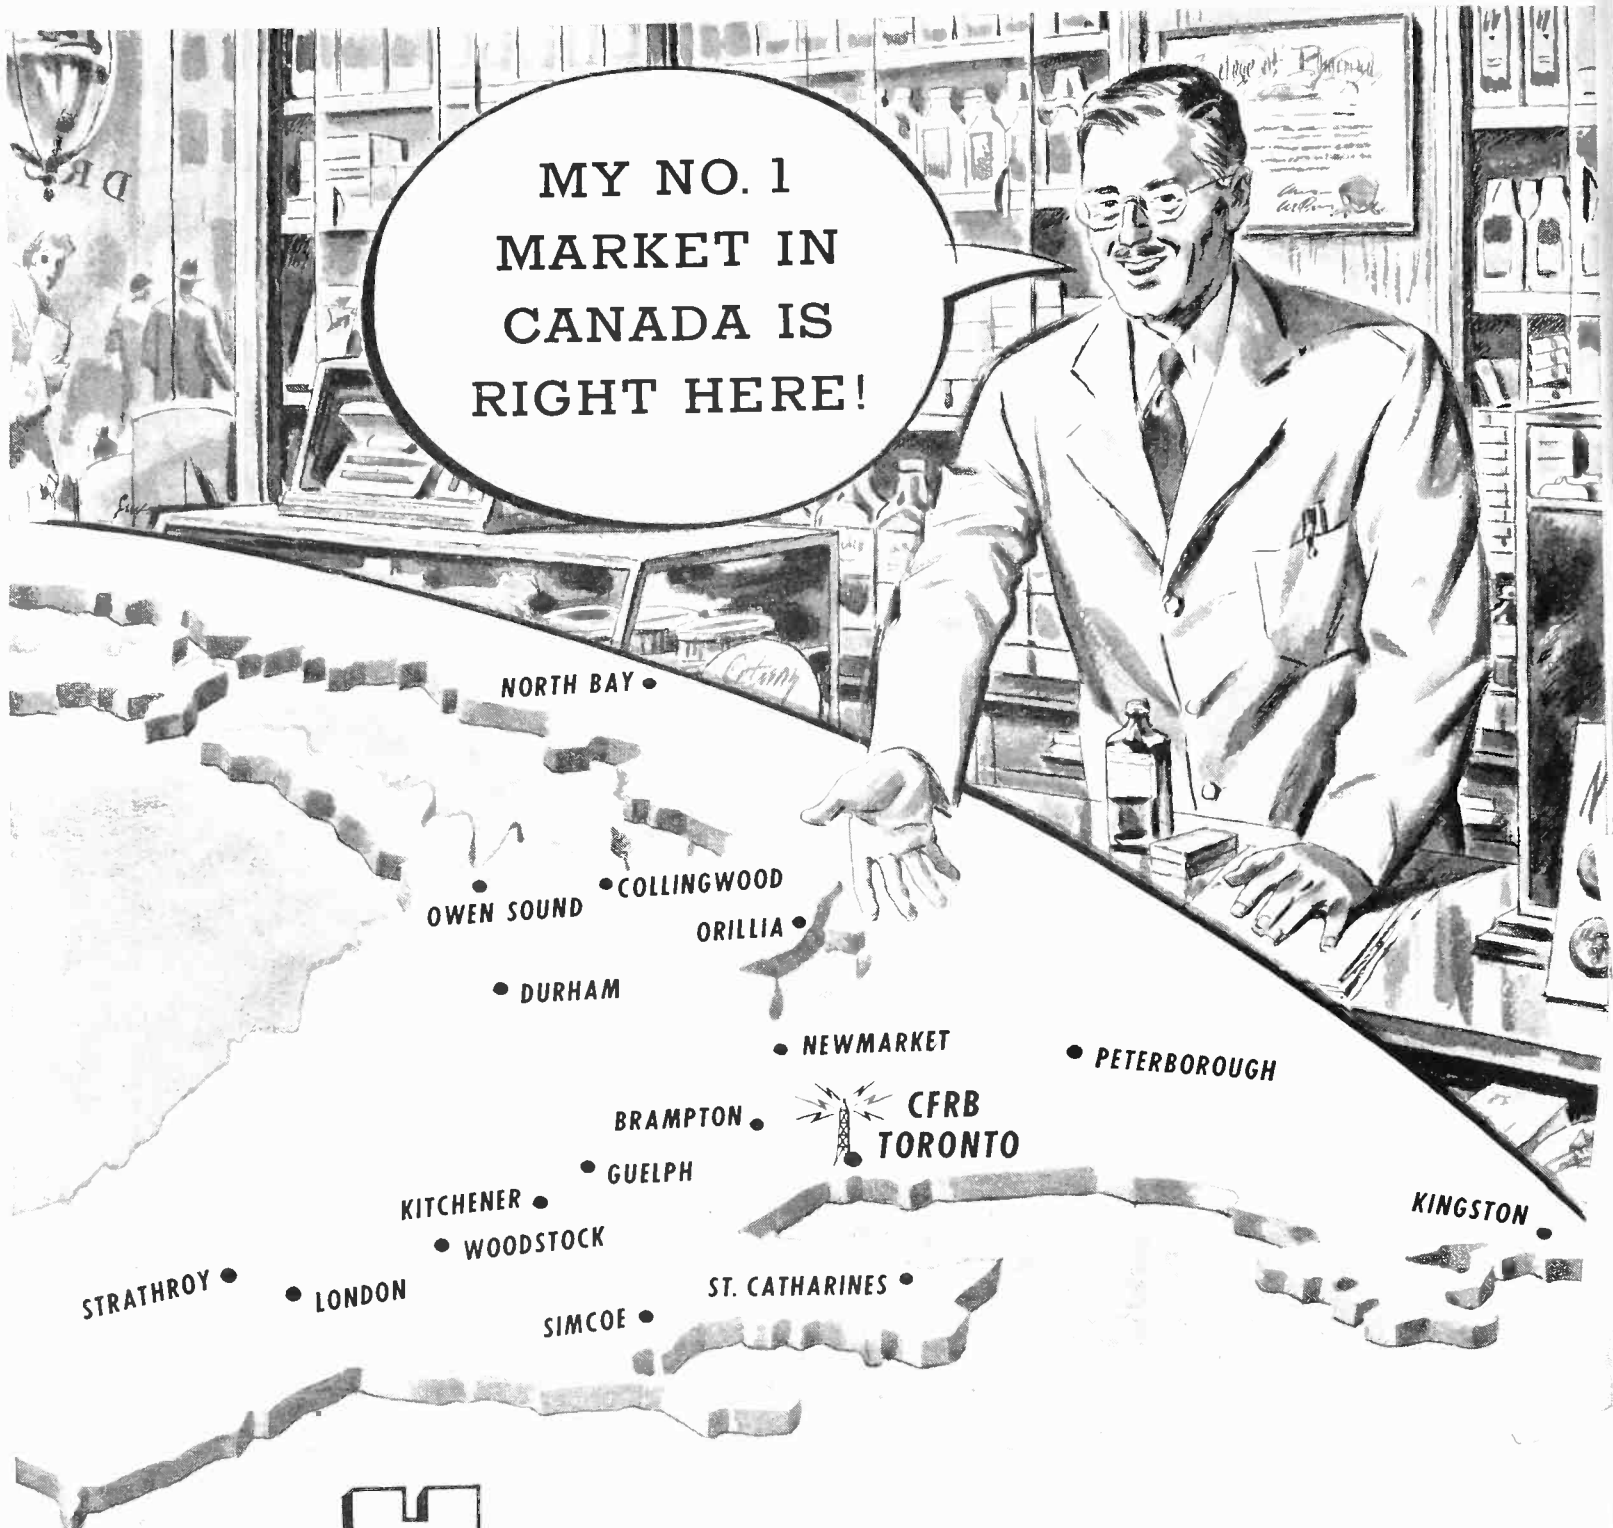 MY NO. 1
MARKET IN
CANADA IS
RIGHT HERE!
NORTH BAY
COLLINGWOOD
OWEN SOUND
ORILLIA
DURHAM
NEWMARKET
PETERBOROUGH
BRAMPTON
CFRB
TORONTO
GUELPH
KITCHENER
WOODSTOCK
KINGSTON
STRATHROY
LONDON
ST. CATHARINES
SIMCOE